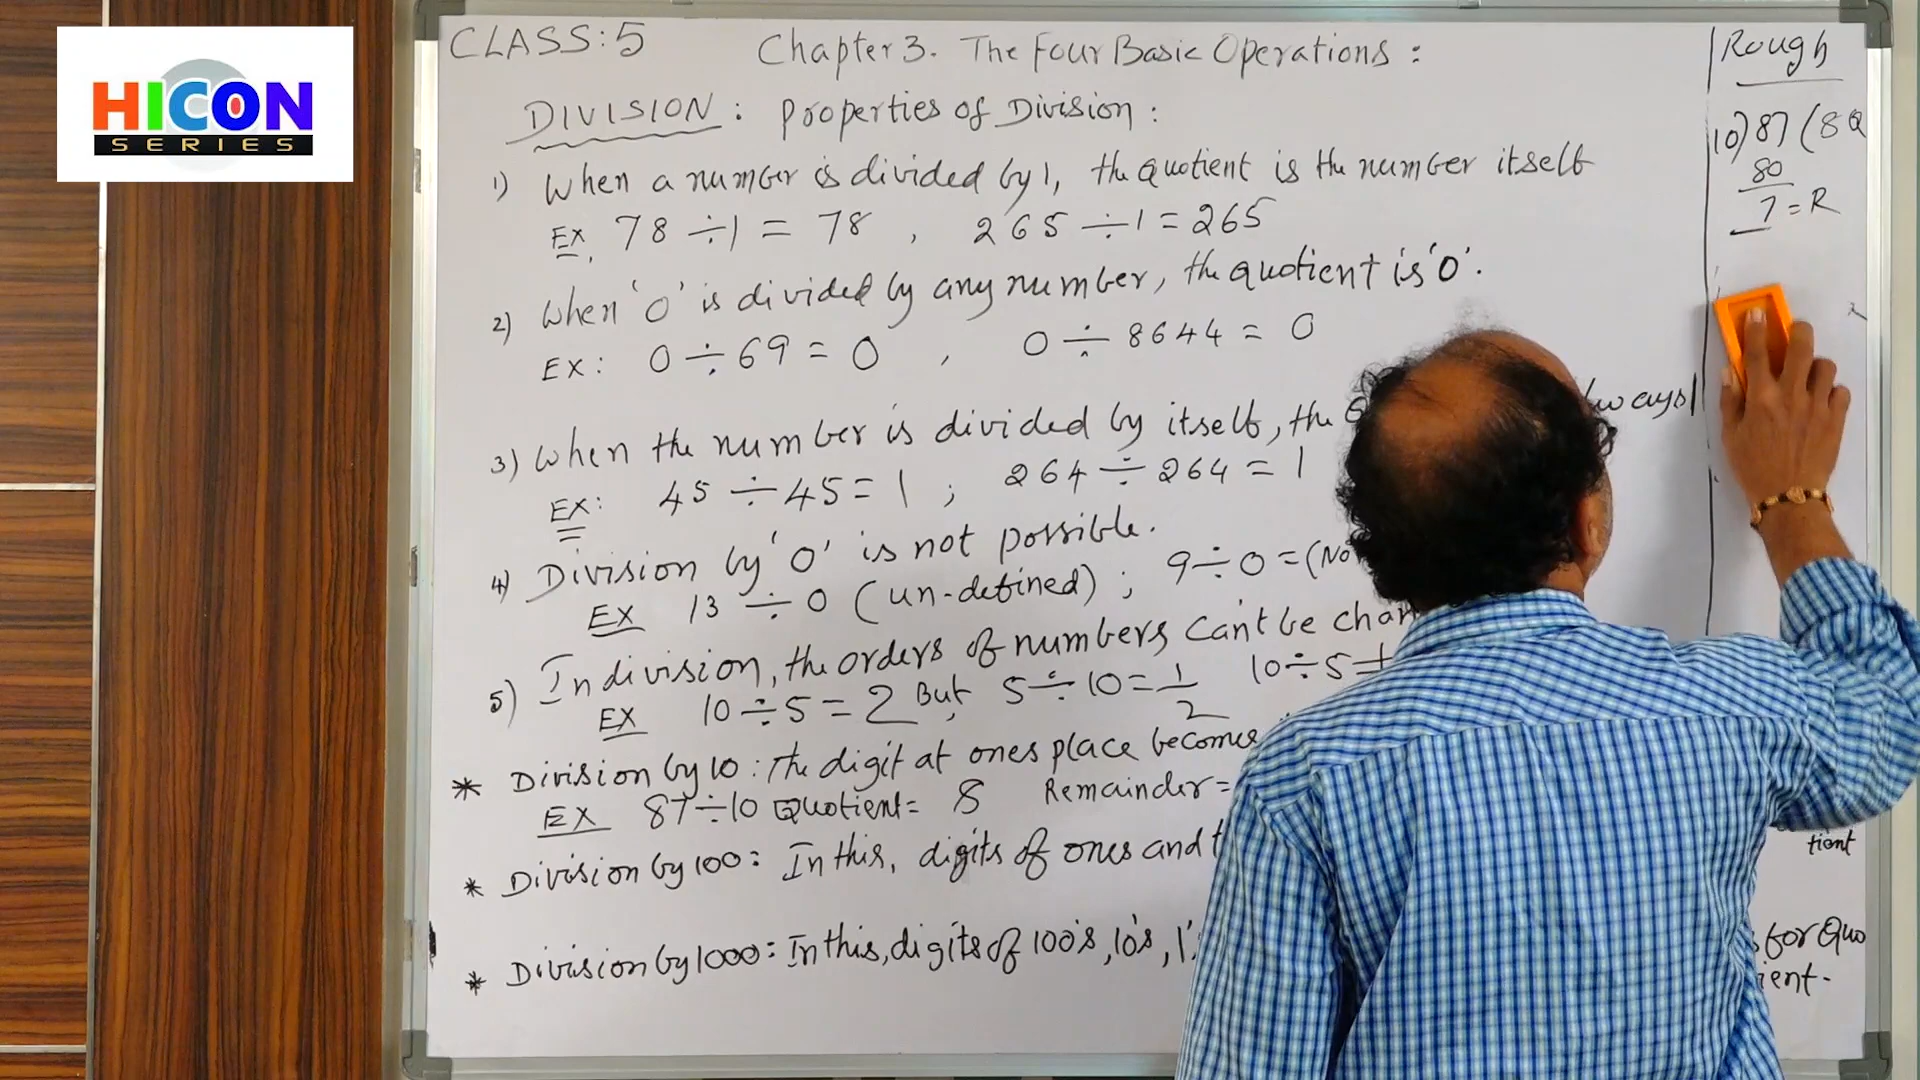 HICON
SERIES
CLASS: 5
Chapter 3. The Four Basic Operations:
DIVISION: Properties of Division:
1) When a number is divided by 1, the quotient is the number itself
EX. 78 ÷ 1 = 78 , 265 ÷ 1 = 265
2) When '0' is divided by any number, the quotient is '0'.
EX: 0 ÷ 69 = 0 , 0 ÷ 8644 = 0
3) When the number is divided by itself, the
EX: 45 ÷ 45 = 1 ; 264 ÷ 264 = 1
4) Division by '0' is not possible.
EX 13 ÷ 0 (un-defined) ; 9 ÷ 0 = (No
5) In division, the orders of numbers can't be
EX 10 ÷ 5 = 2 But, 5 ÷ 10 = 1/2 10 ÷ 5
* Division by 10: The digit at ones place becomes
EX 87 ÷ 10 Quotient = 8 Remainder =
* Division by 100: In this, digits of ones and
tient
* Division by 1000: In this, digits of 100's, 10's, 1's
for Quo
ient.
Rough
10) 87 (8 Q
80
7 = R